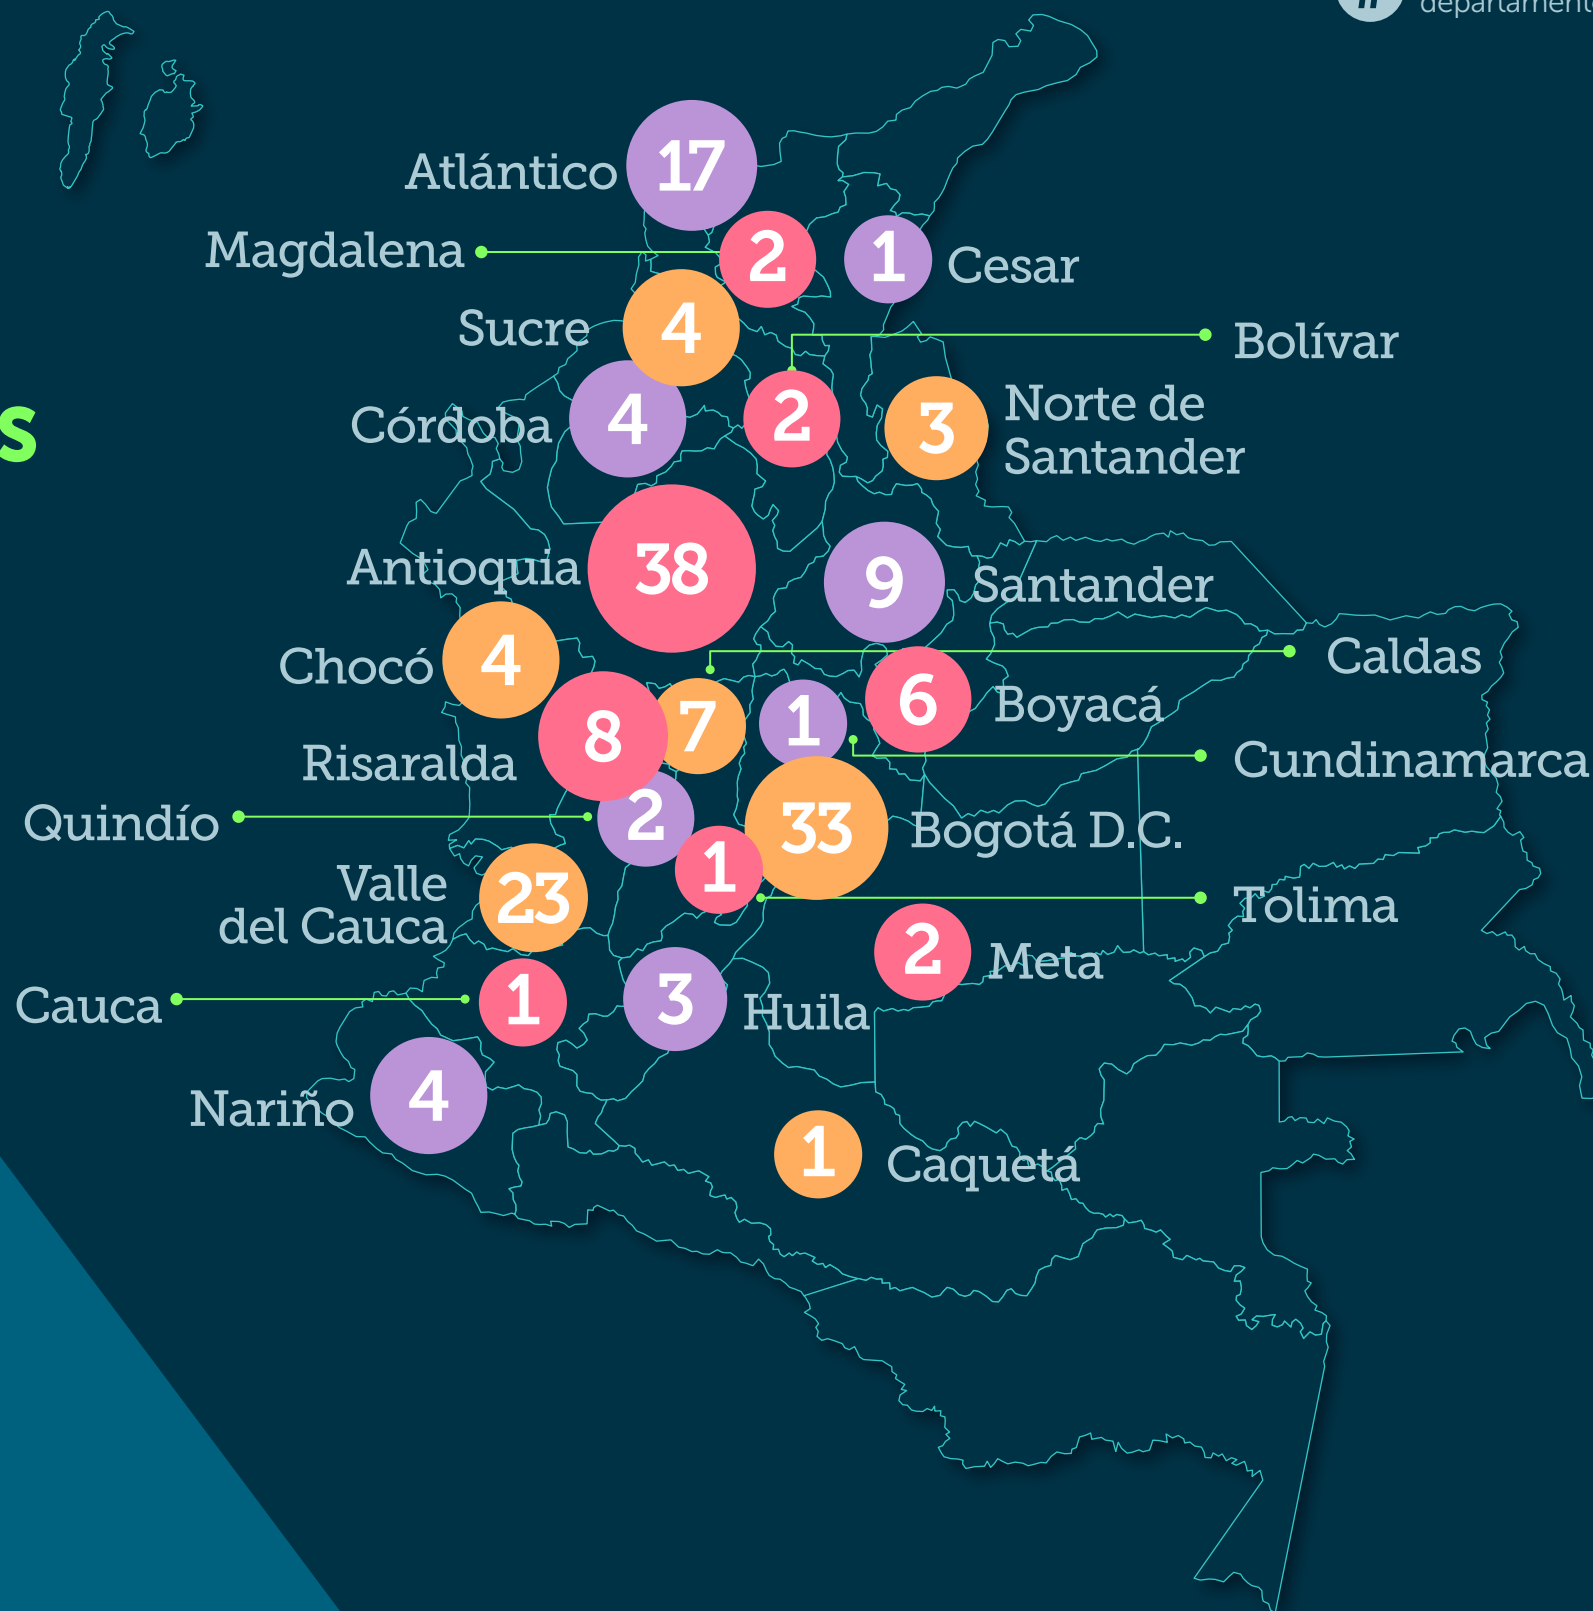 #
Atlántico 17
Magdalena 2
1 Cesar
Sucre 4
Bolívar
Córdoba 4
2
3 Norte de
Santander
Antioquia 38
9 Santander
Chocó 4
Caldas
Risaralda 8
7
1
6 Boyacá
Cundinamarca
Quindío 2
33 Bogotá D.C.
1
Tolima
Valle
del Cauca 23
2 Meta
Cauca 1
3 Huila
Nariño 4
1 Caquetá